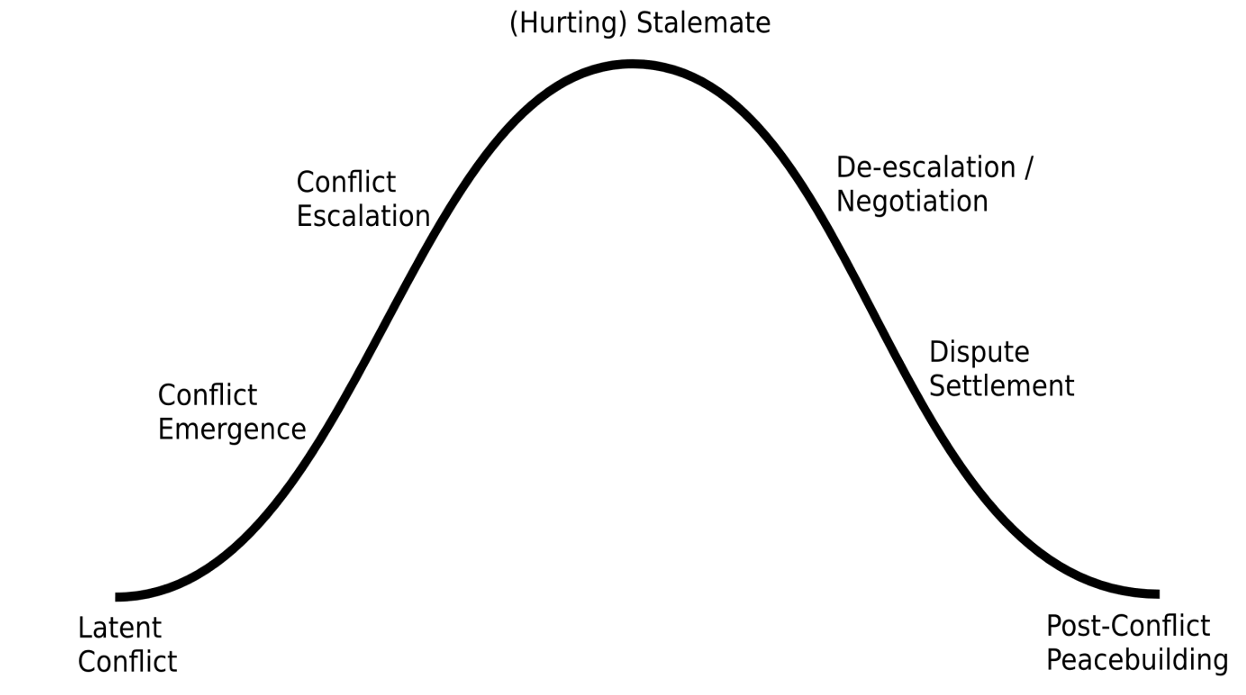 (Hurting) Stalemate
Conflict
Escalation
De-escalation /
Negotiation
Conflict
Emergence
Dispute
Settlement
Latent
Conflict
Post-Conflict
Peacebuilding